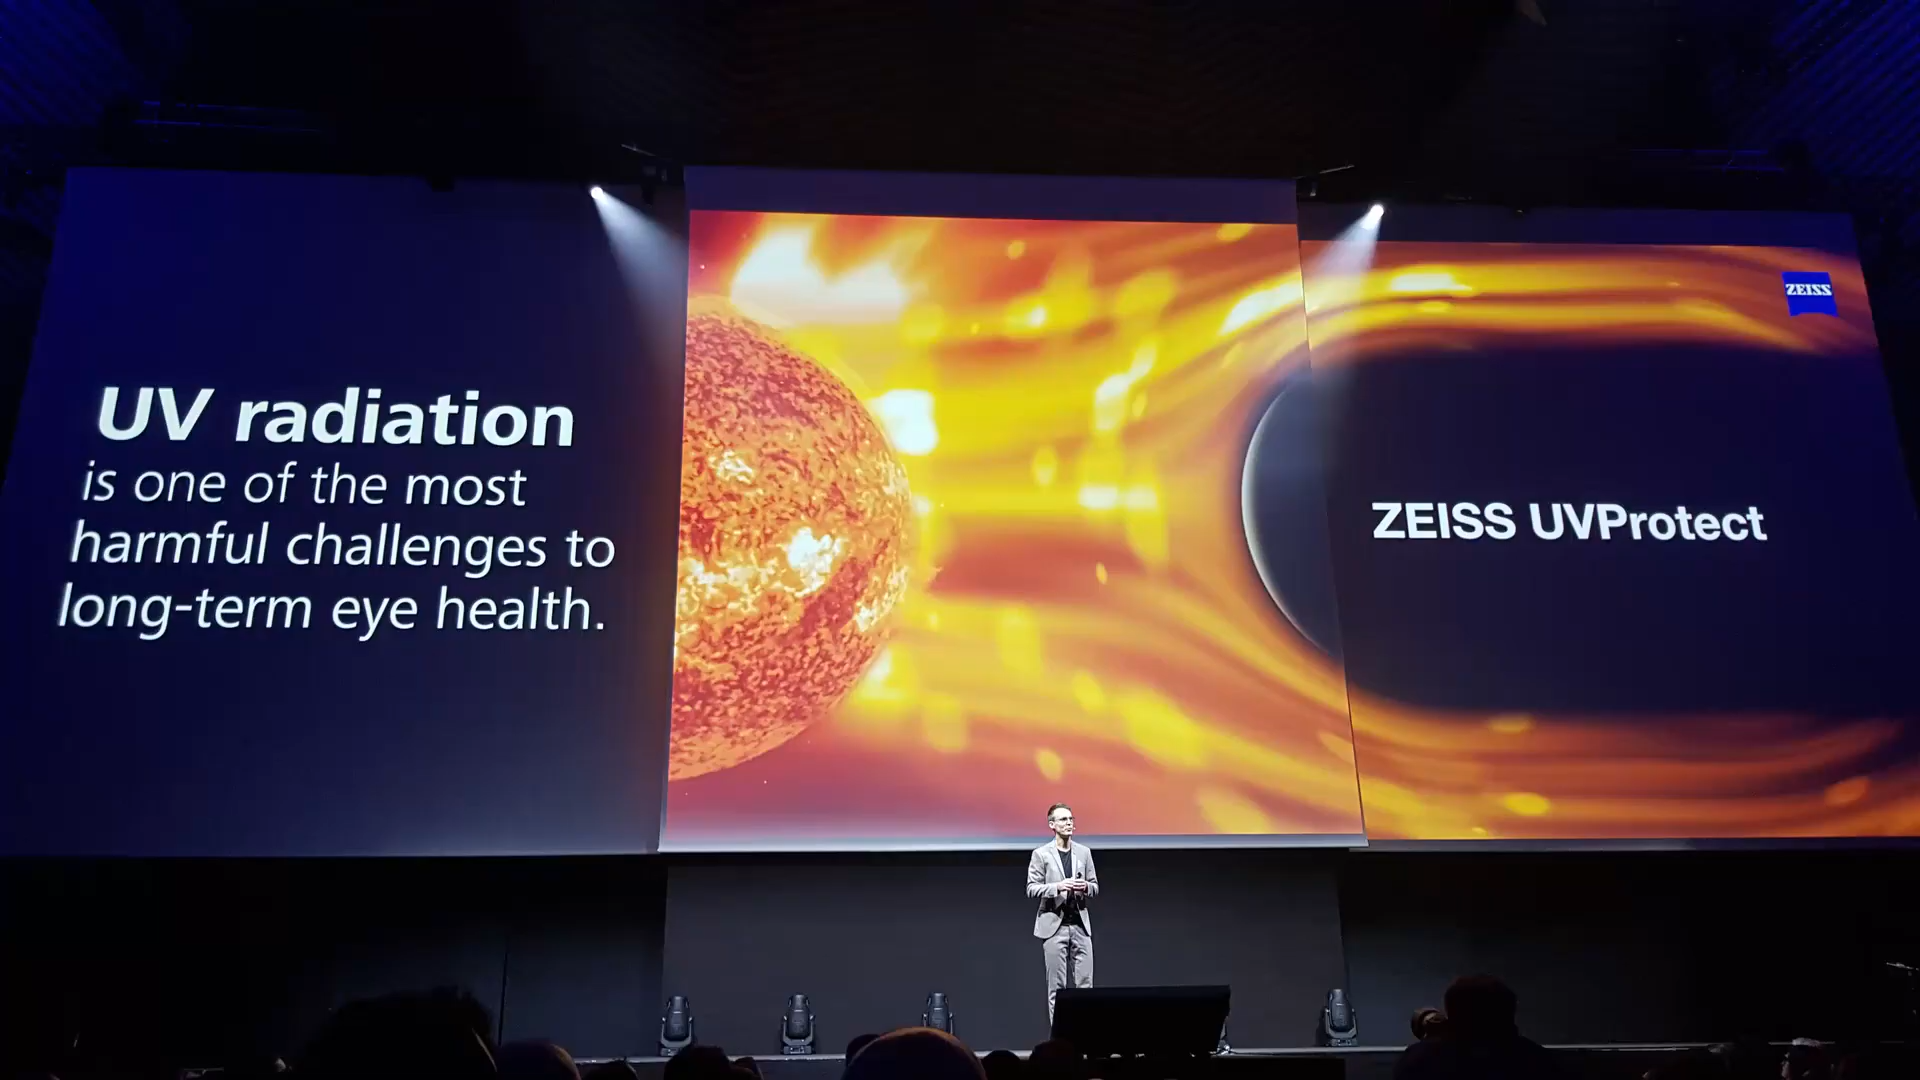 UV radiation
is one of the most
harmful challenges to
long-term eye health.
ZEISS
ZEISS UVProtect